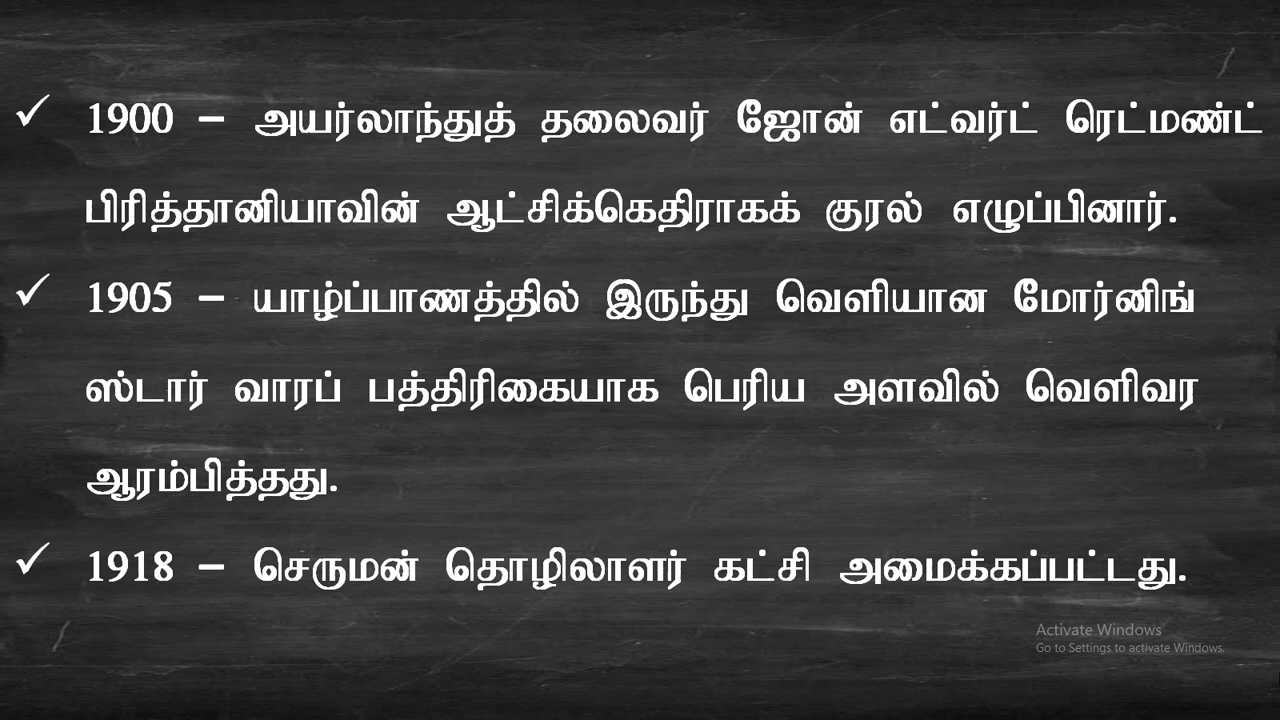 ✓ 1900 – அயர்லாந்துத் தலைவர் ஜோன் எட்வர்ட் ரெட்மண்ட்
பிரித்தானியாவின் ஆட்சிக்கெதிராகக் குரல் எழுப்பினார்.
✓ 1905 – யாழ்ப்பாணத்தில் இருந்து வெளியான மோர்னிங்
ஸ்டார் வாரப் பத்திரிகையாக பெரிய அளவில் வெளிவர
ஆரம்பித்தது.
✓ 1918 – செருமன் தொழிலாளர் கட்சி அமைக்கப்பட்டது.
Activate Windows
Go to Settings to activate Windows.